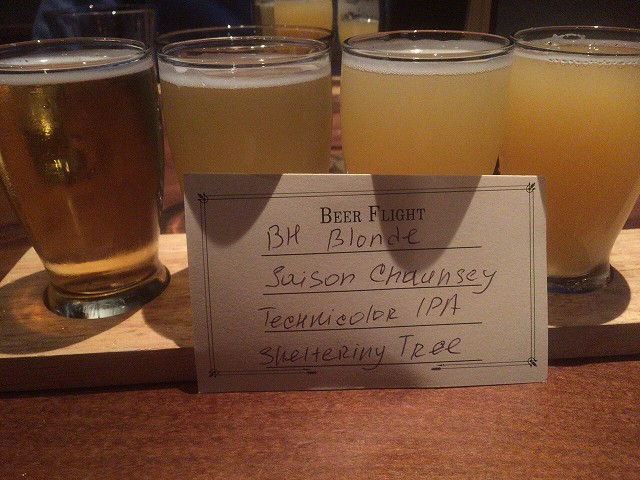 BEER FLIGHT
BH Blonde
Saison Chaunsey
Technicolor IPA
Sheltering Tree